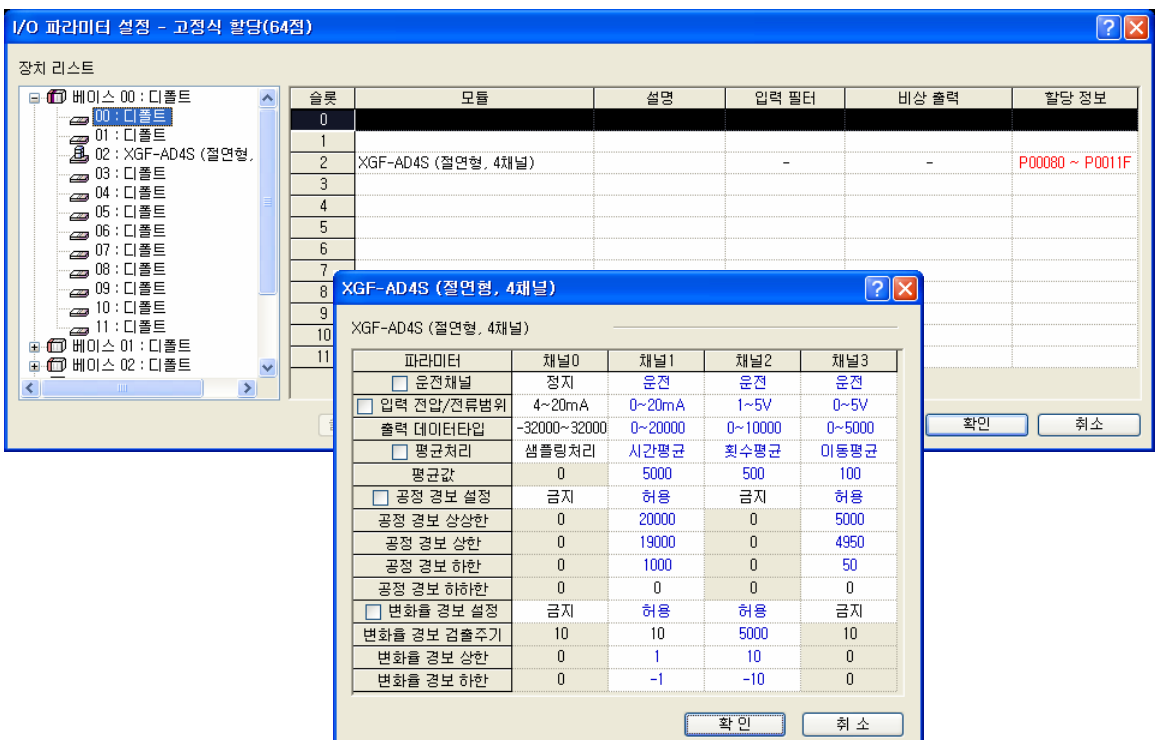 I/O 파라미터 설정 - 고정식 할당(64점)
장치 리스트
베이스 00 : 디폴트
00 : 디폴트
01 : 디폴트
02 : XGF-AD4S (절연형,
03 : 디폴트
04 : 디폴트
05 : 디폴트
06 : 디폴트
07 : 디폴트
08 : 디폴트
09 : 디폴트
10 : 디폴트
11 : 디폴트
베이스 01 : 디폴트
베이스 02 : 디폴트
슬롯 모듈 설명 입력 필터 비상 출력 할당 정보
0
1
2 XGF-AD4S (절연형, 4채널) - - P00080 ~ P0011F
3
4
5
6
7
8
9
10
11
확인 취소
XGF-AD4S (절연형, 4채널)
XGF-AD4S (절연형, 4채널)
파라미터 채널0 채널1 채널2 채널3
운전채널 정지 운전 운전 운전
입력 전압/전류범위 4~20mA 0~20mA 1~5V 0~5V
출력 데이터타입 -32000~32000 0~20000 0~10000 0~5000
평균처리 샘플링처리 시간평균 횟수평균 이동평균
평균값 0 5000 500 100
공정 경보 설정 금지 허용 금지 허용
공정 경보 상상한 0 20000 0 5000
공정 경보 상한 0 19000 0 4950
공정 경보 하한 0 1000 0 50
공정 경보 하하한 0 0 0 0
변화율 경보 설정 금지 허용 허용 금지
변화율 경보 검출주기 10 10 5000 10
변화율 경보 상한 0 1 10 0
변화율 경보 하한 0 -1 -10 0
확 인 취 소